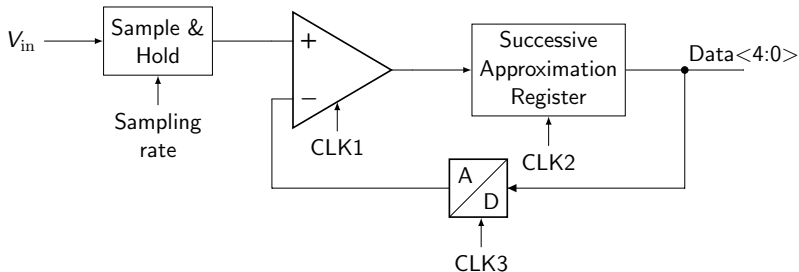 V_in
Sample &
Hold
Sampling
rate
+
−
CLK1
Successive
Approximation
Register
CLK2
Data<4:0>
A
D
CLK3